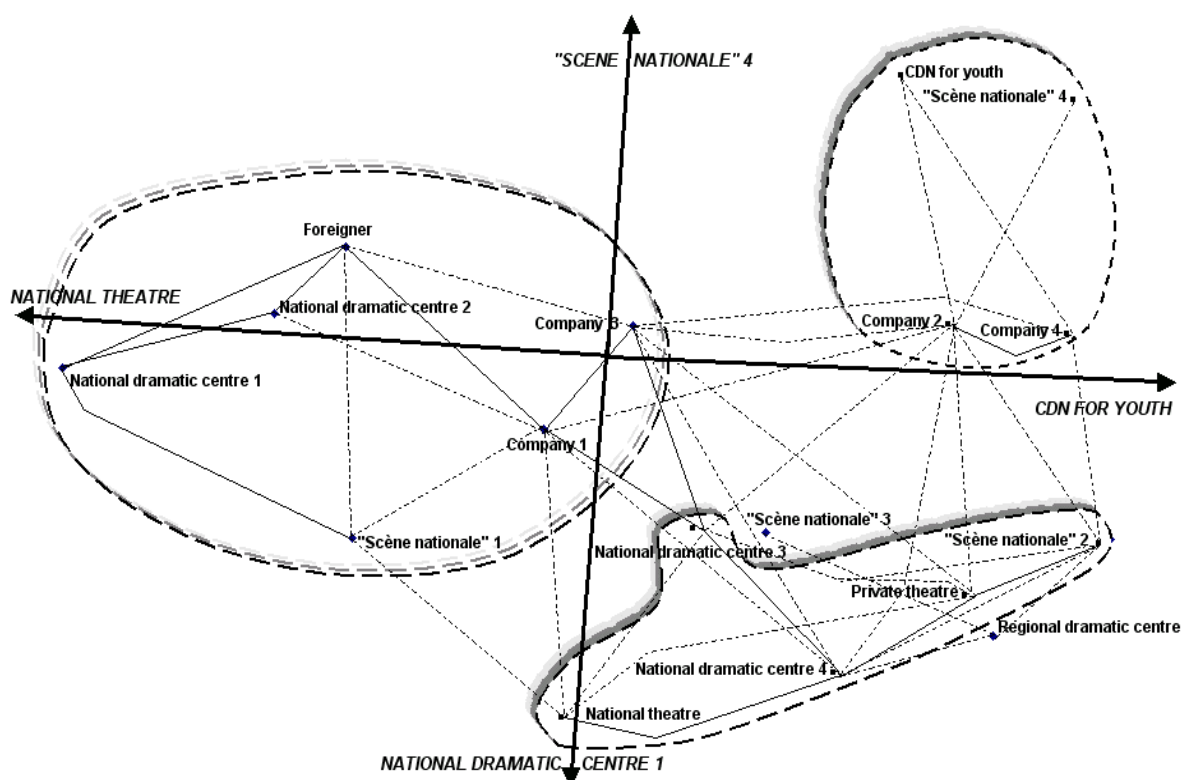 "SCENE NATIONALE" 4
CDN for youth
"Scène nationale" 4
Foreigner
NATIONAL THEATRE
National dramatic centre 2
Company 3
Company 2
Company 4
National dramatic centre 1
CDN FOR YOUTH
Company 1
"Scène nationale" 3
"Scène nationale" 1
National dramatic centre 3
"Scène nationale" 2
Private theatre
Regional dramatic centre
National dramatic centre 4
National theatre
NATIONAL DRAMATIC CENTRE 1